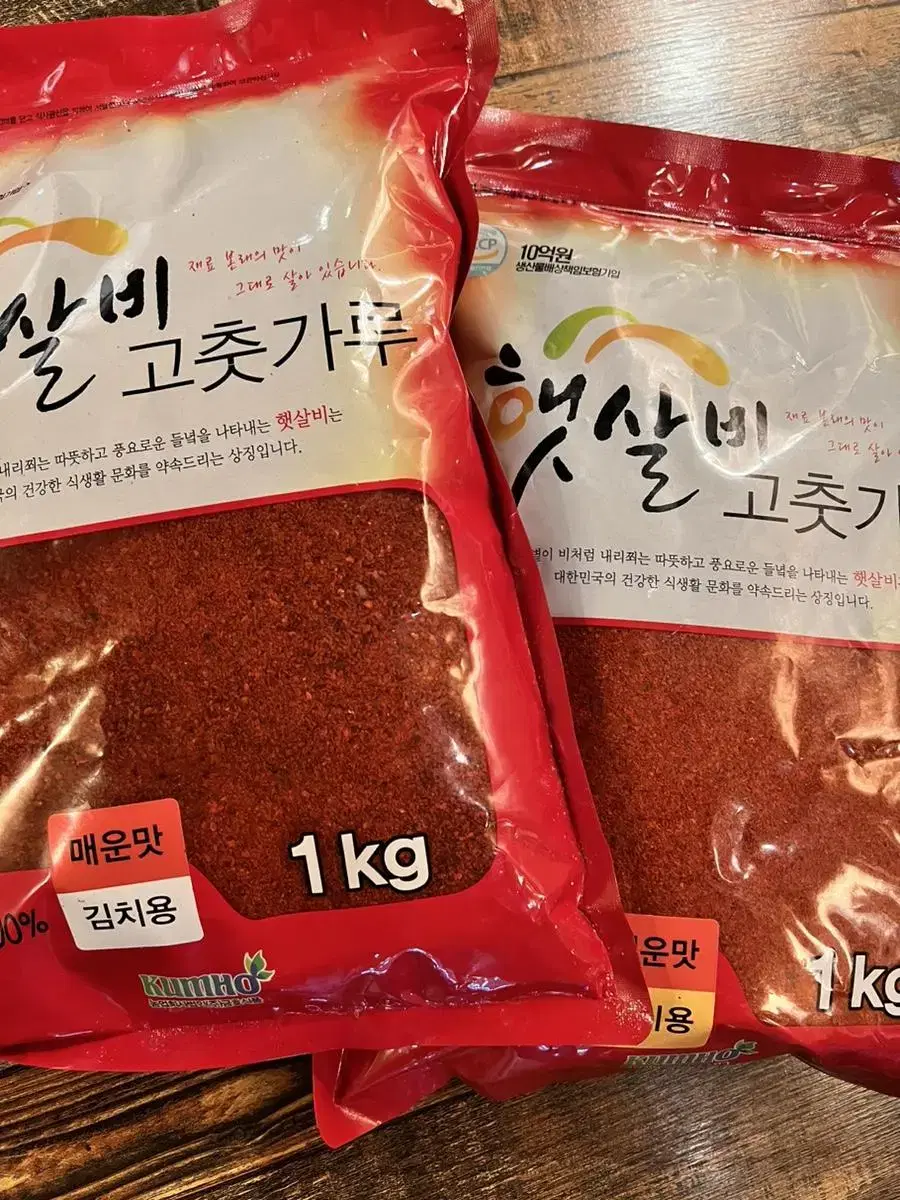 살비
재료 본래의 맛이
그대로 살아 있습니다.
고춧가루
내리쬐는 따뜻하고 풍요로운 들녘을 나타내는 햇살비는
국의 건강한 식생활 문화를 약속드리는 상징입니다.
매운맛
김치용
1kg
00%
KUMHO
CCP
10억원
생산물배상책임보험가입
햇살비
재료 본래의 맛이
그대로 살아
고춧가
볕이 비처럼 내리쬐는 따뜻하고 풍요로운 들녘을 나타내는 햇살비
대한민국의 건강한 식생활 문화를 약속드리는 상징입니다.
운맛
치용
1kg
KUMHO